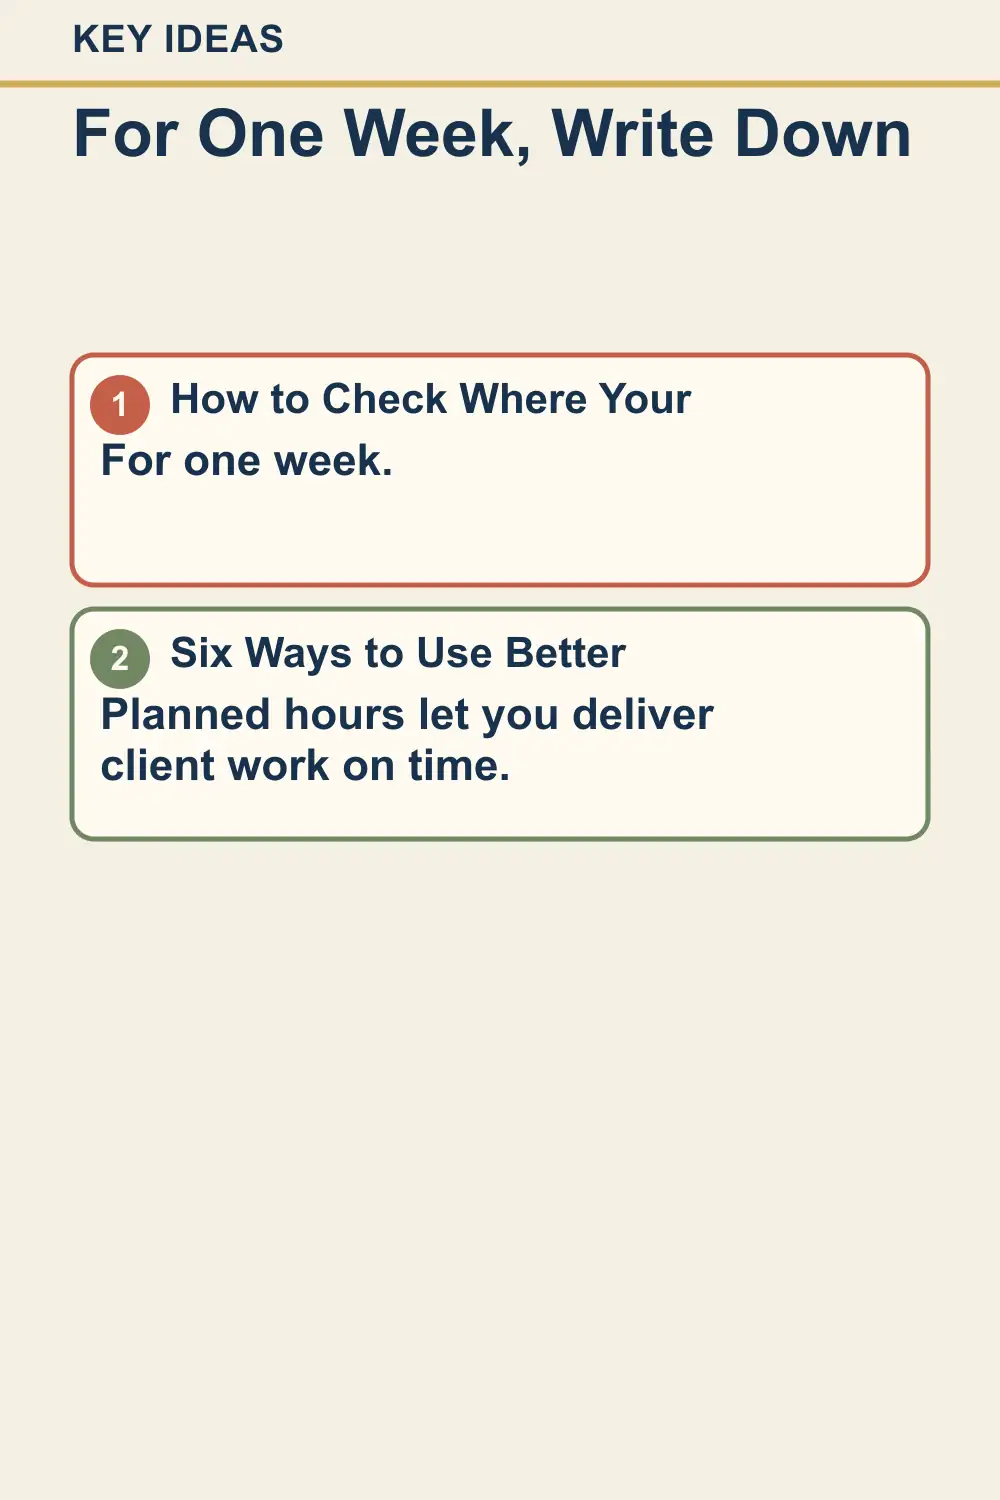 KEY IDEAS
For One Week, Write Down
1 How to Check Where Your
For one week.
2 Six Ways to Use Better
Planned hours let you deliver
client work on time.